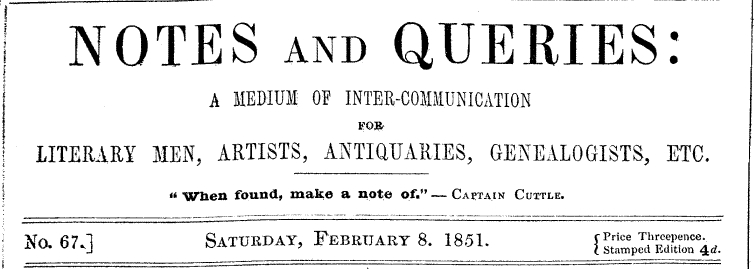 NOTES AND QUERIES:
A MEDIUM OF INTER-COMMUNICATION
FOR
LITERARY MEN, ARTISTS, ANTIQUARIES, GENEALOGISTS, ETC.
"When found, make a note of."—CAPTAIN CUTTLE.
No. 67.] SATURDAY, FEBRUARY 8. 1851. { Price Threepence.
Stamped Edition 4d.